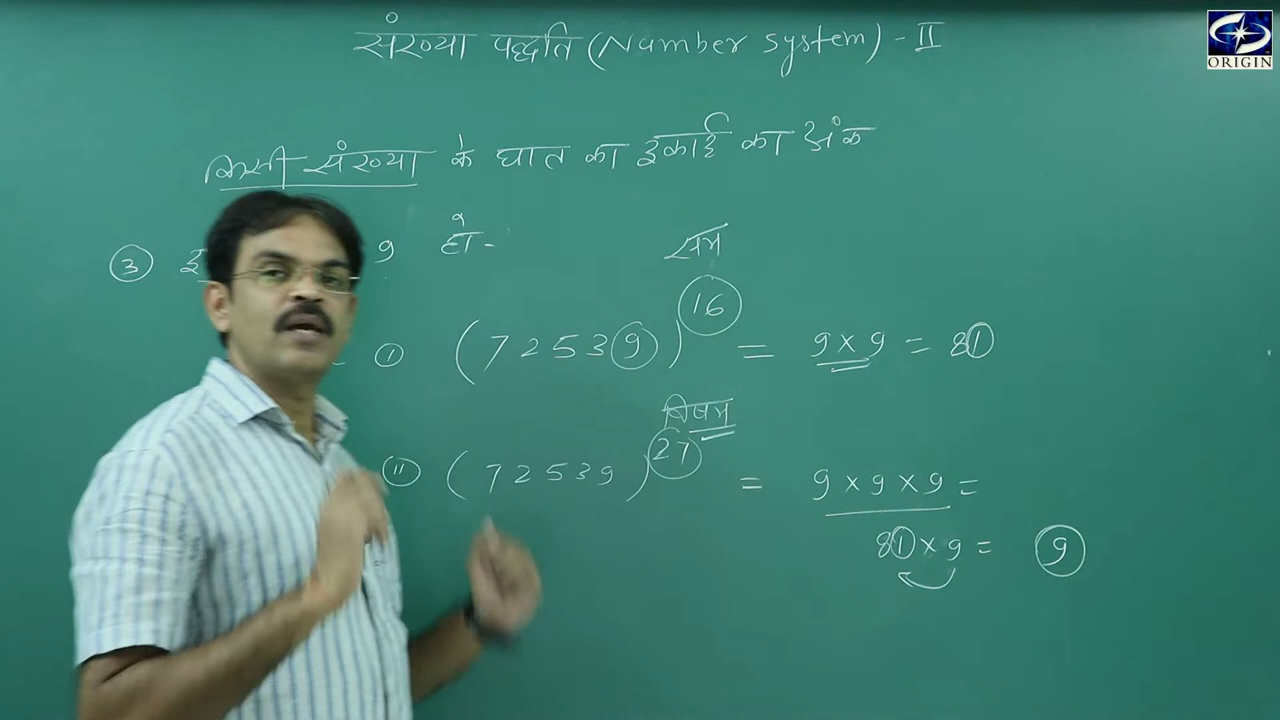 संख्या पद्धति (Number system) - II
किसी संख्या के घात का इकाई का अंक
③ इ 9 हो -
सम
① (72539)^16 = 9 × 9 = 81
विषम
⑪ (72539)^27 = 9 × 9 × 9 =
81 × 9 = 9
ORIGIN